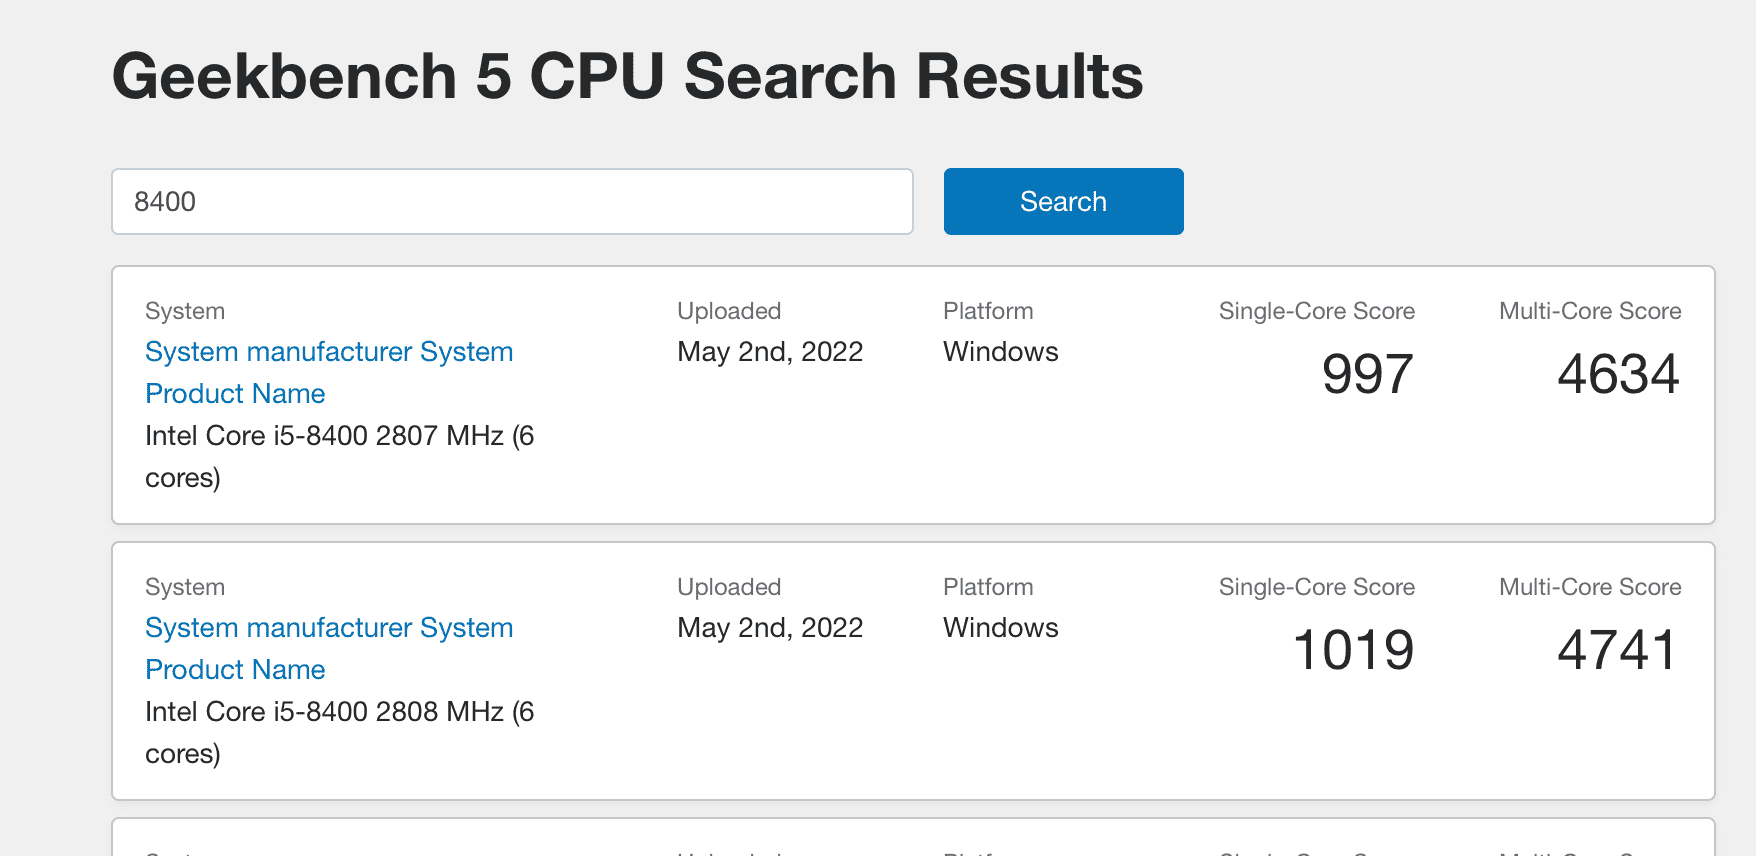 Geekbench 5 CPU Search Results
8400
Search
System
Uploaded
Platform
Single-Core Score
Multi-Core Score
System manufacturer System
Product Name
Intel Core i5-8400 2807 MHz (6
cores)
May 2nd, 2022
Windows
997
4634
System
Uploaded
Platform
Single-Core Score
Multi-Core Score
System manufacturer System
Product Name
Intel Core i5-8400 2808 MHz (6
cores)
May 2nd, 2022
Windows
1019
4741